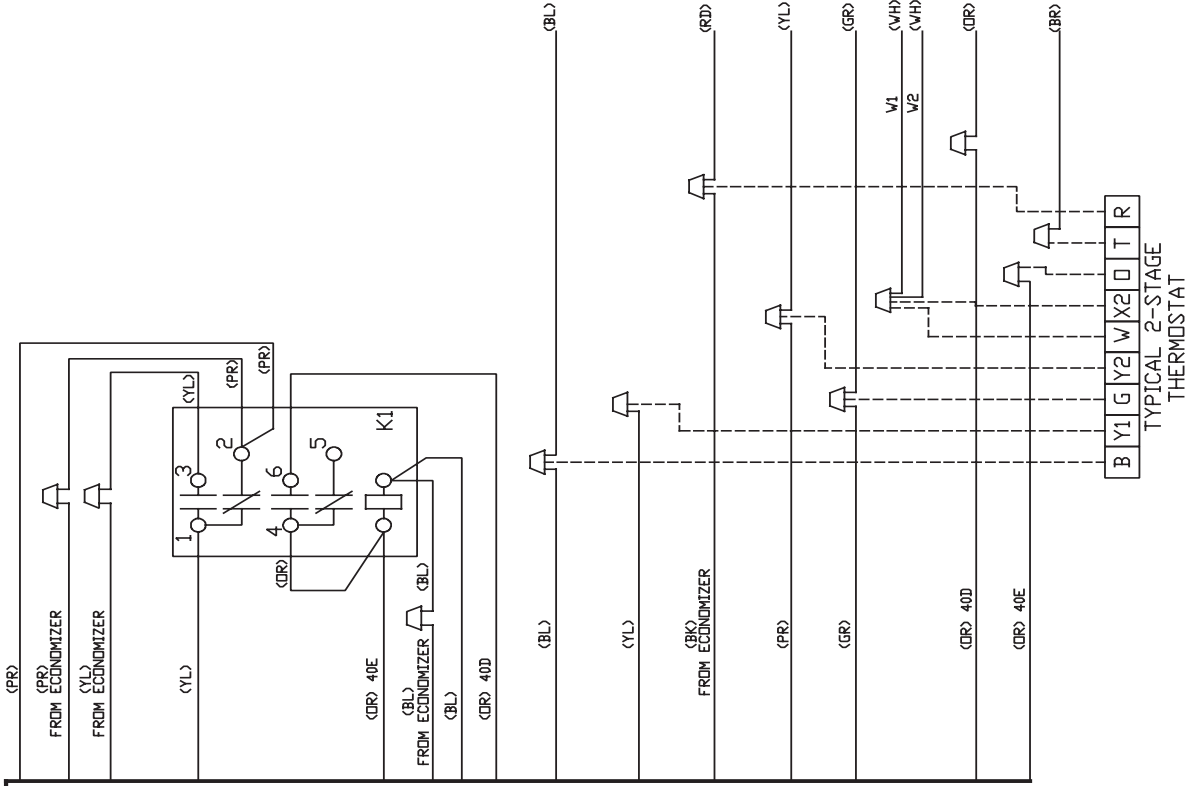 (BL)
(RD)
(YL)
(GR)
(WH)
(WH)
(OR)
(BR)
W1
W2
(YL)
(PR)
(PR)
K1
3
2
6
5
1
4
(OR)
(BL)
(PR)
(PR)
FROM ECONOMIZER
(YL)
FROM ECONOMIZER
(YL)
(OR) 40E
(BL)
FROM ECONOMIZER
(BL)
(OR) 40D
(BL)
(YL)
(BK)
FROM ECONOMIZER
(PR)
(GR)
(OR) 40D
(OR) 40E
B
Y1
G
Y2
W
X2
O
T
R
TYPICAL 2-STAGE
THERMOSTAT